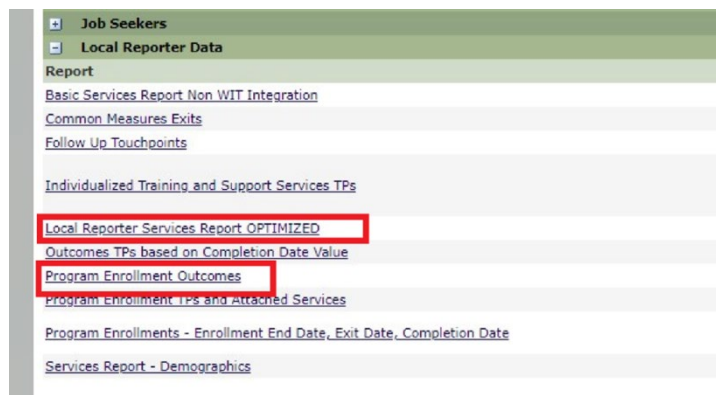 Job Seekers
Local Reporter Data
Report
Basic Services Report Non WIT Integration
Common Measures Exits
Follow Up Touchpoints
Individualized Training and Support Services TPs
Local Reporter Services Report OPTIMIZED
Outcomes TPs based on Completion Date Value
Program Enrollment Outcomes
Program Enrollment TPs and Attached Services
Program Enrollments - Enrollment End Date, Exit Date, Completion Date
Services Report - Demographics